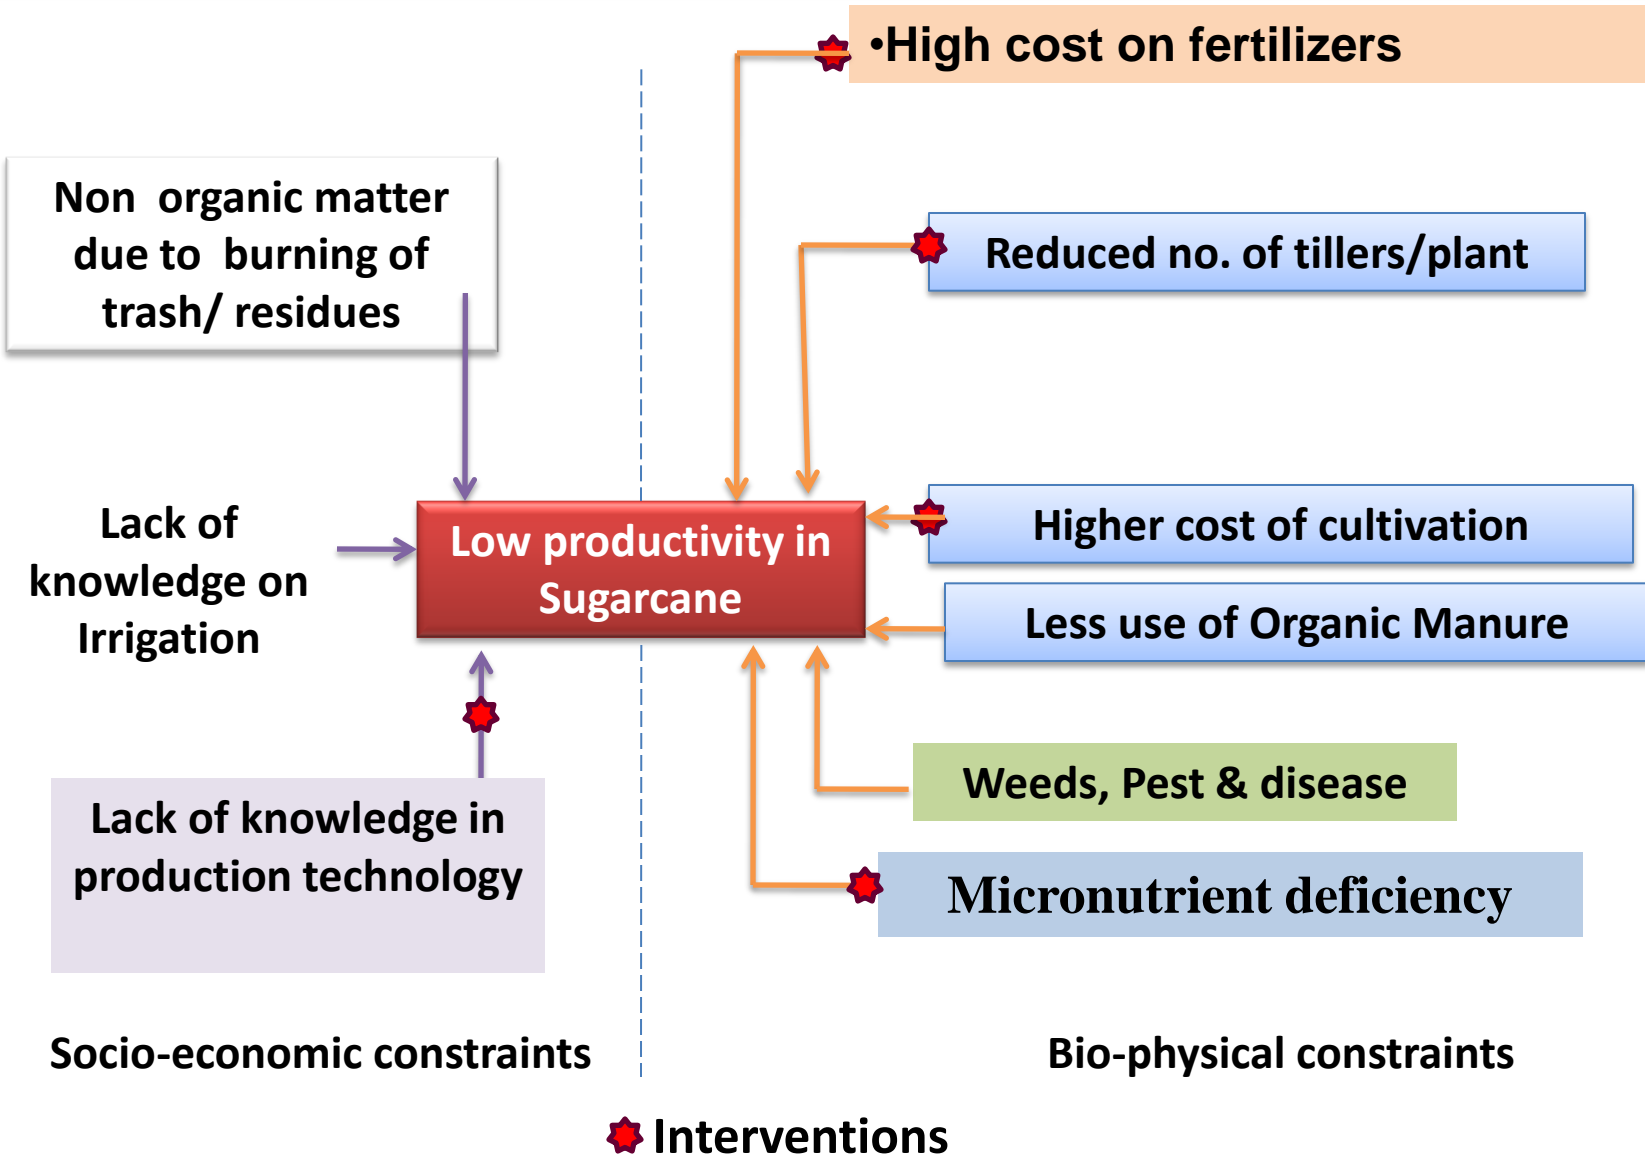 •High cost on fertilizers
Non organic matter
due to burning of
trash/ residues
Reduced no. of tillers/plant
Lack of
knowledge on
Irrigation
Low productivity in
Sugarcane
Higher cost of cultivation
Less use of Organic Manure
Weeds, Pest & disease
Lack of knowledge in
production technology
Micronutrient deficiency
Socio-economic constraints
Bio-physical constraints
Interventions